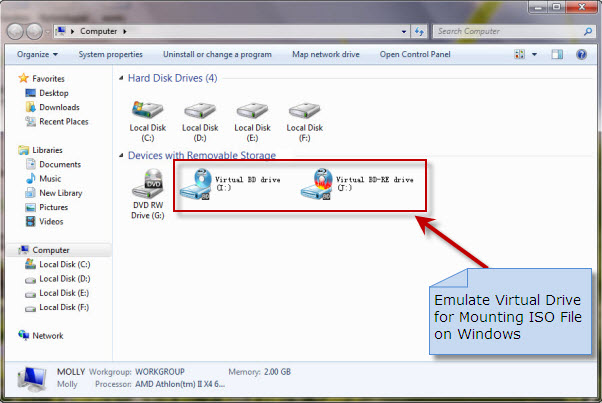 Computer
Search Computer
Organize
System properties
Uninstall or change a program
Map network drive
Open Control Panel
Favorites
Desktop
Downloads
Recent Places
Libraries
Documents
Music
New Library
Pictures
Videos
Computer
Local Disk (C:)
Local Disk (D:)
Local Disk (E:)
Local Disk (F:)
Network
Hard Disk Drives (4)
Local Disk
(C:)
Local Disk
(D:)
Local Disk
(E:)
Local Disk
(F:)
Devices with Removable Storage
DVD
DVD RW
Drive (G:)
Virtual BD drive
(I:)
Virtual BD-RE drive
(J:)
Emulate Virtual Drive
for Mounting ISO File
on Windows
MOLLY Workgroup: WORKGROUP Memory: 2.00 GB
Molly Processor: AMD Athlon(tm) II X4 6...